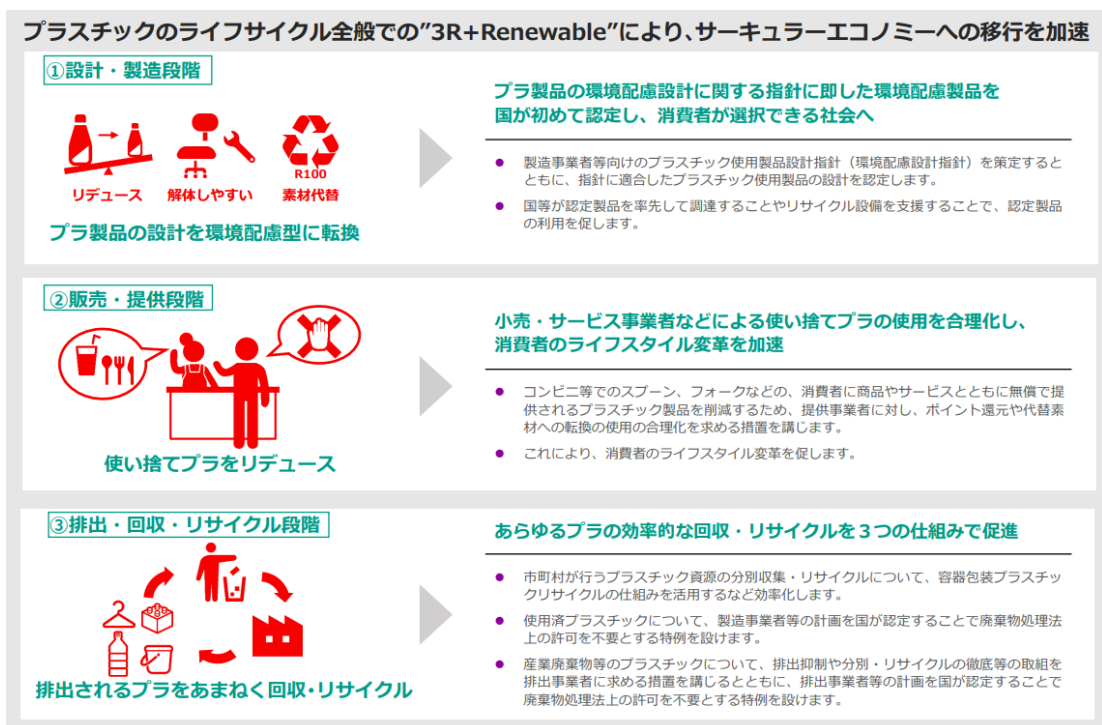 プラスチックのライフサイクル全般での”3R+Renewable”により、サーキュラーエコノミーへの移行を加速
①設計・製造段階
リデュース
解体しやすい
R100
素材代替
プラ製品の設計を環境配慮型に転換
プラ製品の環境配慮設計に関する指針に即した環境配慮製品を
国が初めて認定し、消費者が選択できる社会へ
● 製造事業者等向けのプラスチック使用製品設計指針（環境配慮設計指針）を策定すると
ともに、指針に適合したプラスチック使用製品の設計を認定します。
● 国等が認定製品を率先して調達することやリサイクル設備を支援することで、認定製品
の利用を促します。
②販売・提供段階
使い捨てプラをリデュース
小売・サービス事業者などによる使い捨てプラの使用を合理化し、
消費者のライフスタイル変革を加速
● コンビニ等でのスプーン、フォークなどの、消費者に商品やサービスとともに無償で提
供されるプラスチック製品を削減するため、提供事業者に対し、ポイント還元や代替素
材への転換の使用の合理化を求める措置を講じます。
● これにより、消費者のライフスタイル変革を促します。
③排出・回収・リサイクル段階
排出されるプラをあまねく回収・リサイクル
あらゆるプラの効率的な回収・リサイクルを３つの仕組みで促進
● 市町村が行うプラスチック資源の分別収集・リサイクルについて、容器包装プラスチッ
クリサイクルの仕組みを活用するなど効率化します。
● 使用済プラスチックについて、製造事業者等の計画を国が認定することで廃棄物処理法
上の許可を不要とする特例を設けます。
● 産業廃棄物等のプラスチックについて、排出抑制や分別・リサイクルの徹底等の取組を
排出事業者に求める措置を講じるとともに、排出事業者等の計画を国が認定することで
廃棄物処理法上の許可を不要とする特例を設けます。